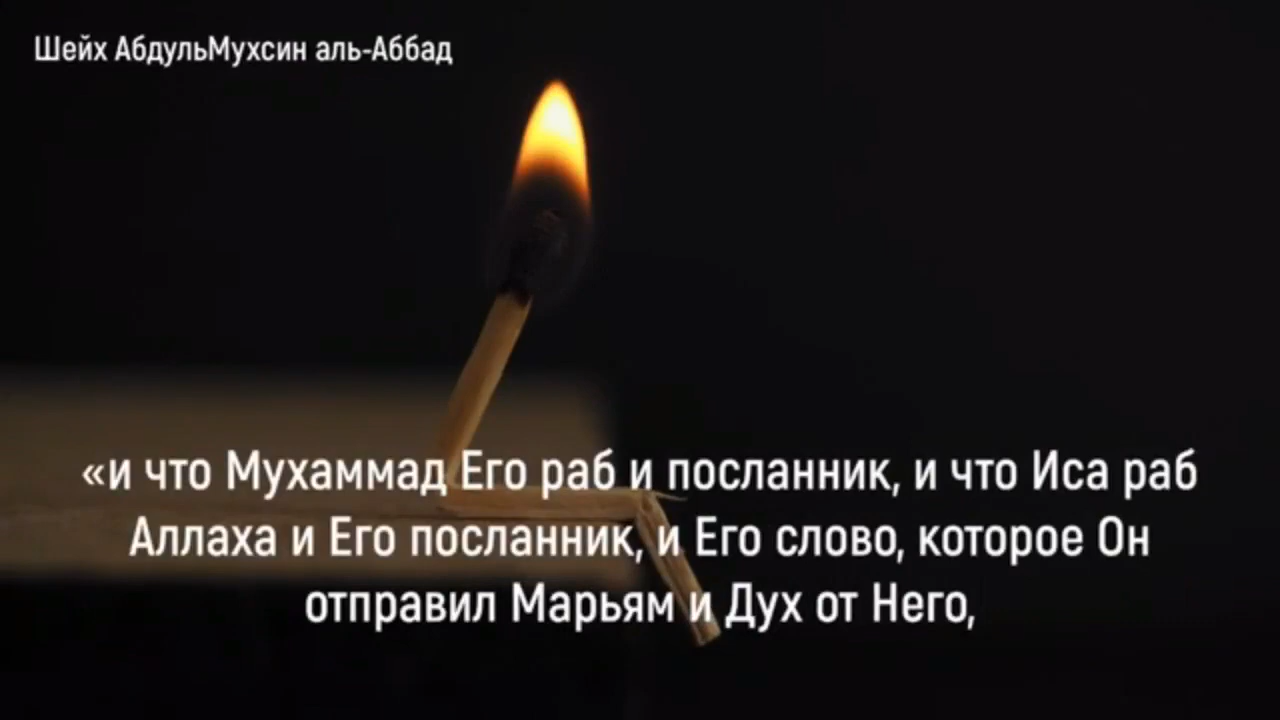 Шейх АбдульМухсин аль-Аббад
«и что Мухаммад Его раб и посланник, и что Иса раб
Аллаха и Его посланник, и Его слово, которое Он
отправил Марьям и Дух от Него,